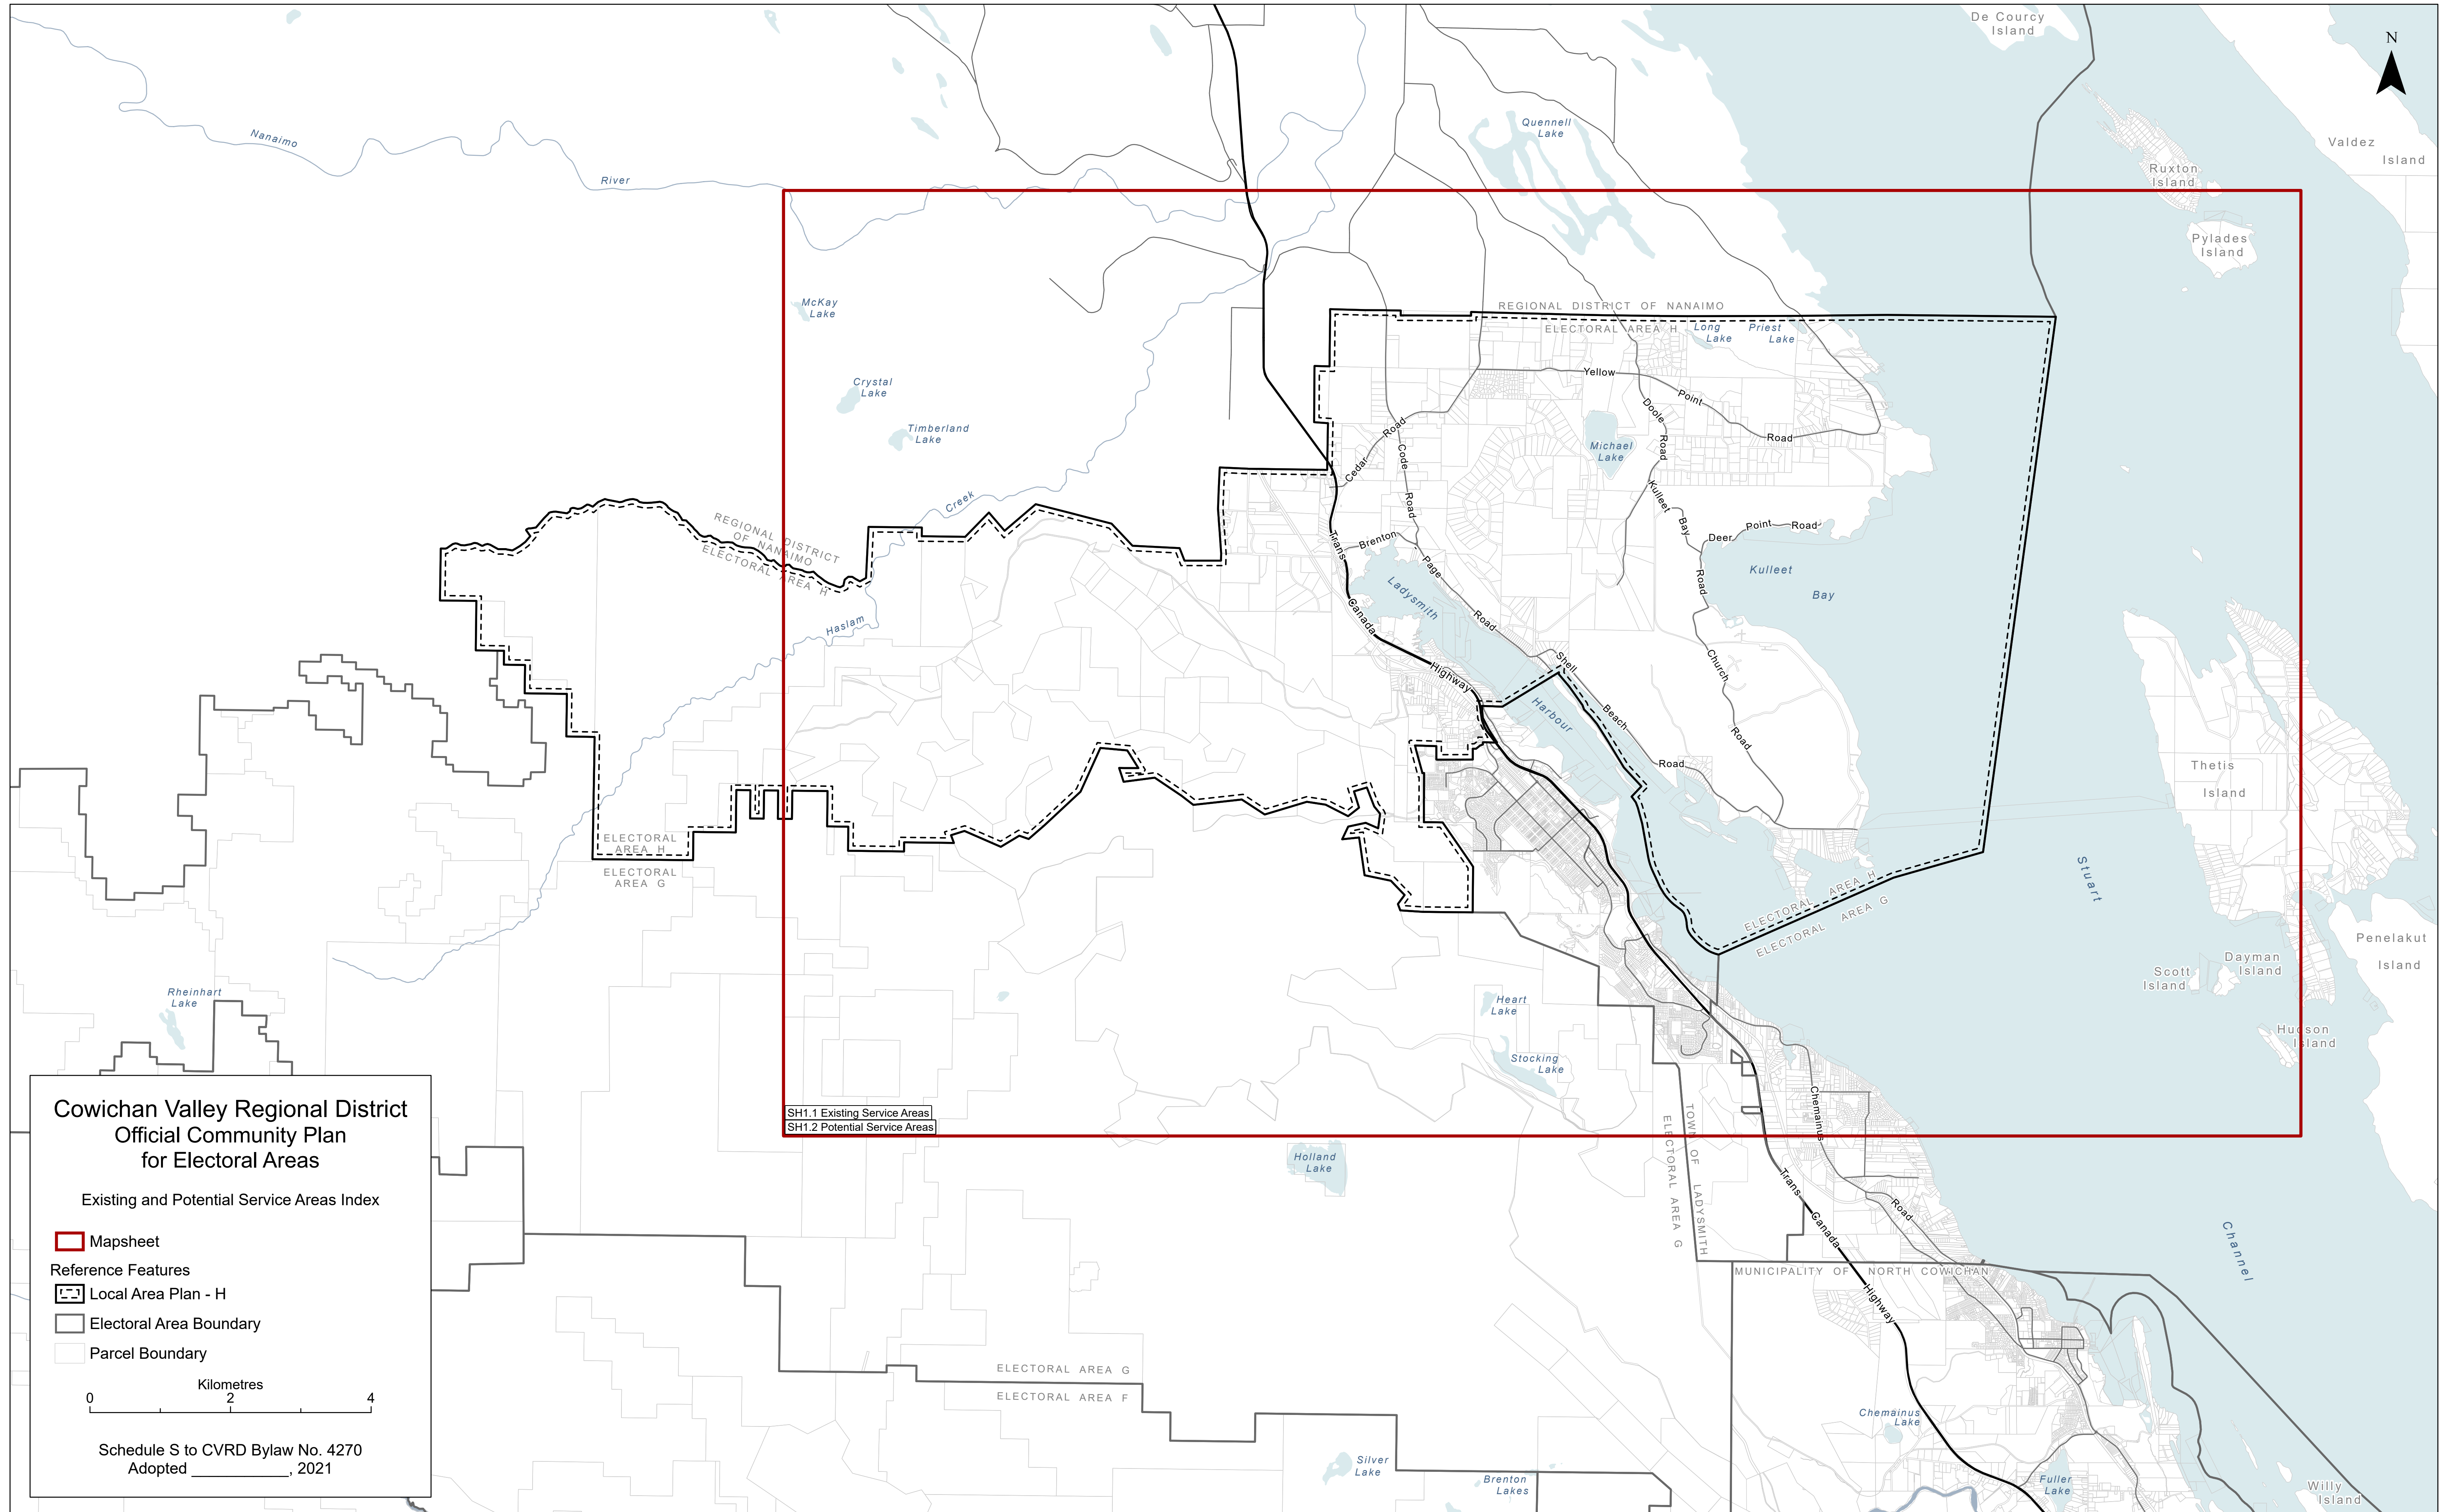 De Courcy
Island
N
Nanaimo
River
Quennell
Lake
Valdez
Island
Ruxton
Island
Pylades
Island
McKay
Lake
REGIONAL DISTRICT OF NANAIMO
ELECTORAL AREA H
Long
Lake
Priest
Lake
Crystal
Lake
Timberland
Lake
Yellow
Point
Road
Doole
Road
Cedar
Road
Code
Road
Michael
Lake
Creek
REGIONAL DISTRICT
OF NANAIMO
ELECTORAL AREA H
Kulleet
Bay
Road
Deer
Point
Road
Trans
Canada
Highway
Brenton
Page
Road
Kulleet
Bay
Ladysmith
Harbour
Haslam
Shell
Beach
Road
Church
Road
Thetis
Island
ELECTORAL
AREA H
ELECTORAL
AREA G
Stuart
Channel
ELECTORAL AREA H
ELECTORAL AREA G
Penelakut
Island
Dayman
Island
Scott
Island
Hudson
Island
Rheinhart
Lake
Heart
Lake
Stocking
Lake
SH1.1 Existing Service Areas
SH1.2 Potential Service Areas
Holland
Lake
TOWN OF LADYSMITH
ELECTORAL AREA G
Chemainus
Road
Trans
Canada
Highway
MUNICIPALITY OF NORTH COWICHAN
ELECTORAL AREA G
ELECTORAL AREA F
Chemainus
Lake
Silver
Lake
Brenton
Lakes
Fuller
Lake
Willy
Island
Cowichan Valley Regional District
Official Community Plan
for Electoral Areas
Existing and Potential Service Areas Index
Mapsheet
Reference Features
Local Area Plan - H
Electoral Area Boundary
Parcel Boundary
Kilometres
0 2 4
Schedule S to CVRD Bylaw No. 4270
Adopted ____________, 2021